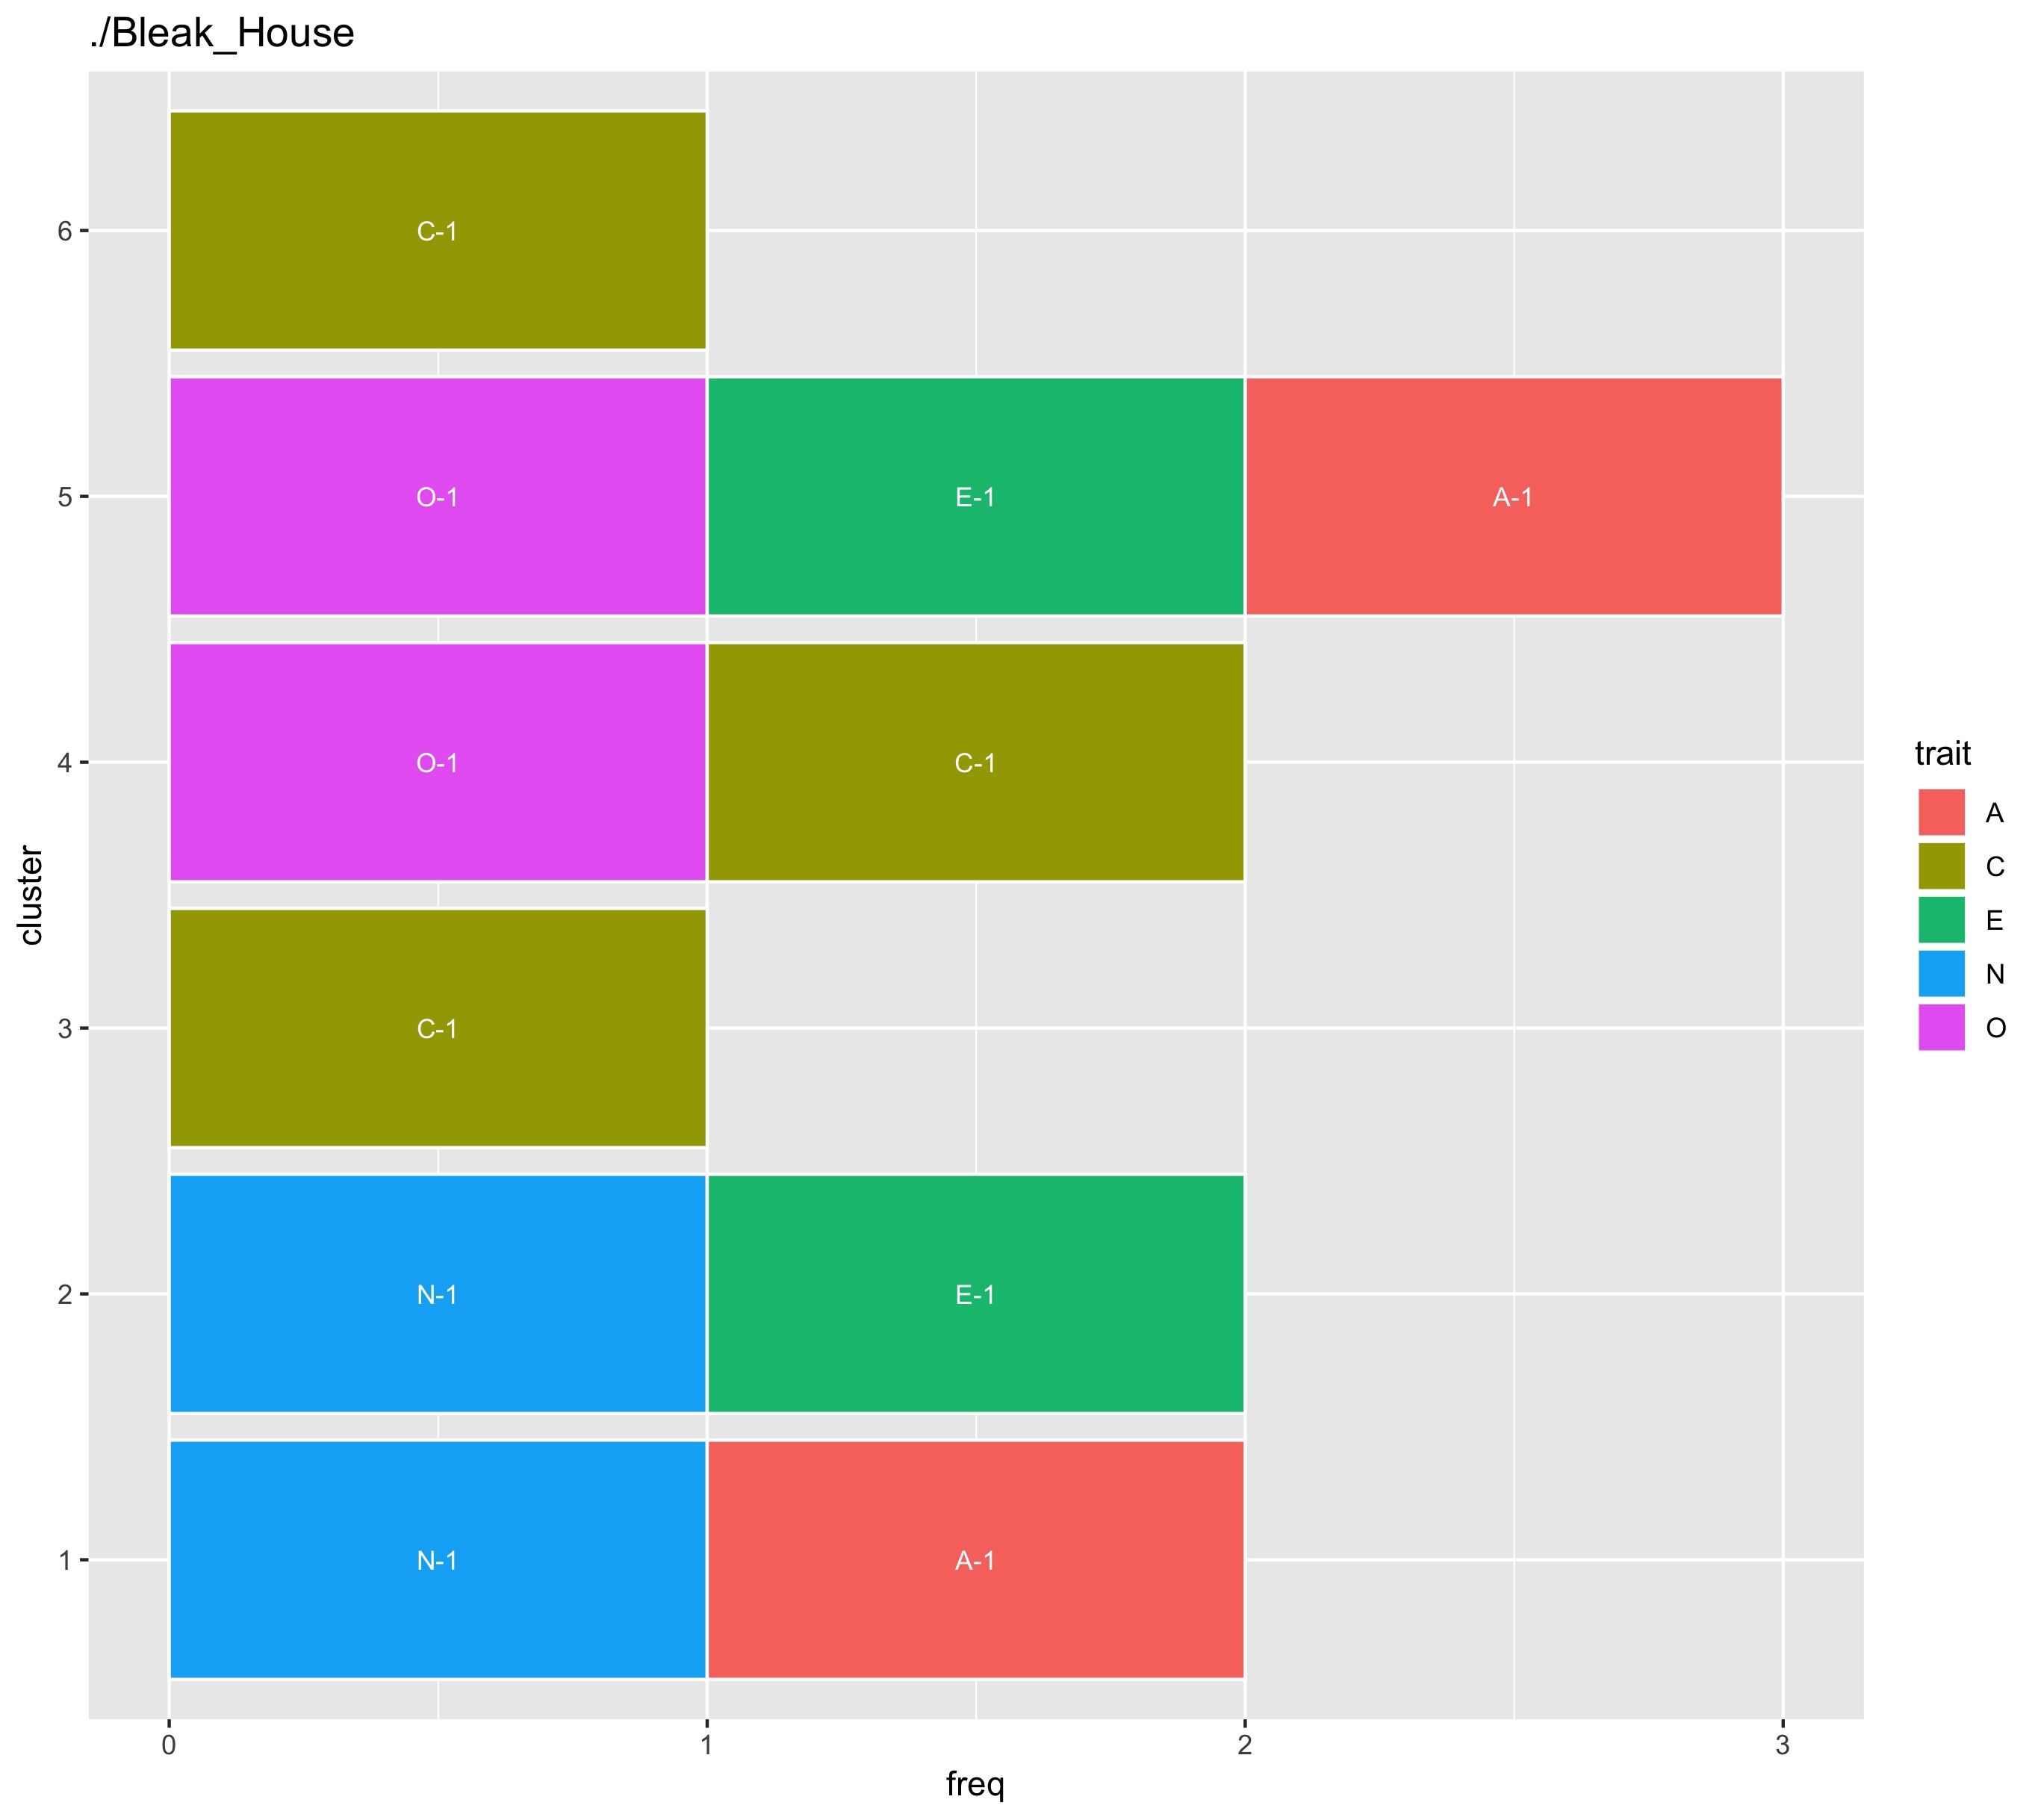 ./Bleak_House
6
C-1
5
O-1 E-1 A-1
4
O-1 C-1
3
C-1
2
N-1 E-1
1
N-1 A-1
0 1 2 3
freq
cluster
trait
A
C
E
N
O